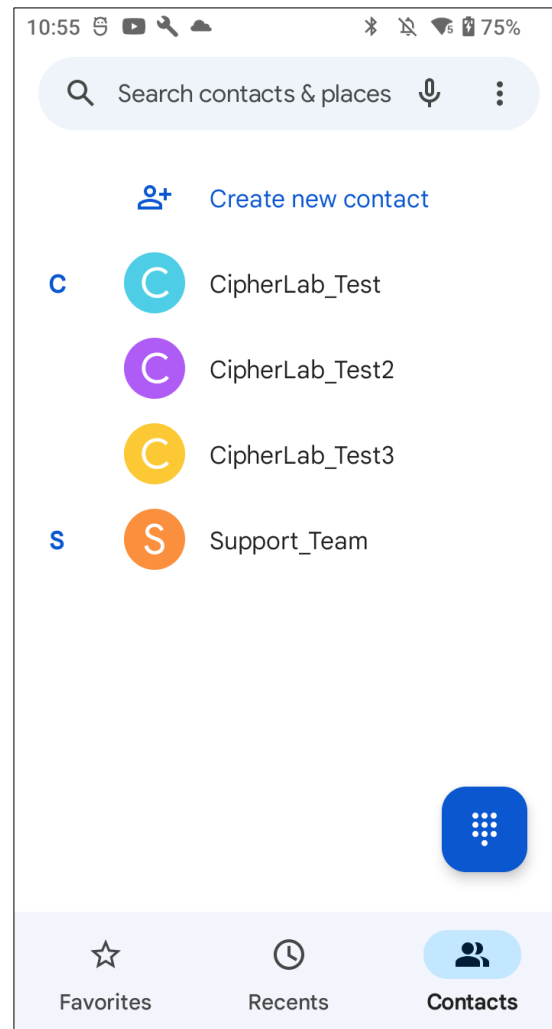 10:55 75%
Search contacts & places
Create new contact
C C CipherLab_Test
C CipherLab_Test2
C CipherLab_Test3
S S Support_Team
Favorites Recents Contacts